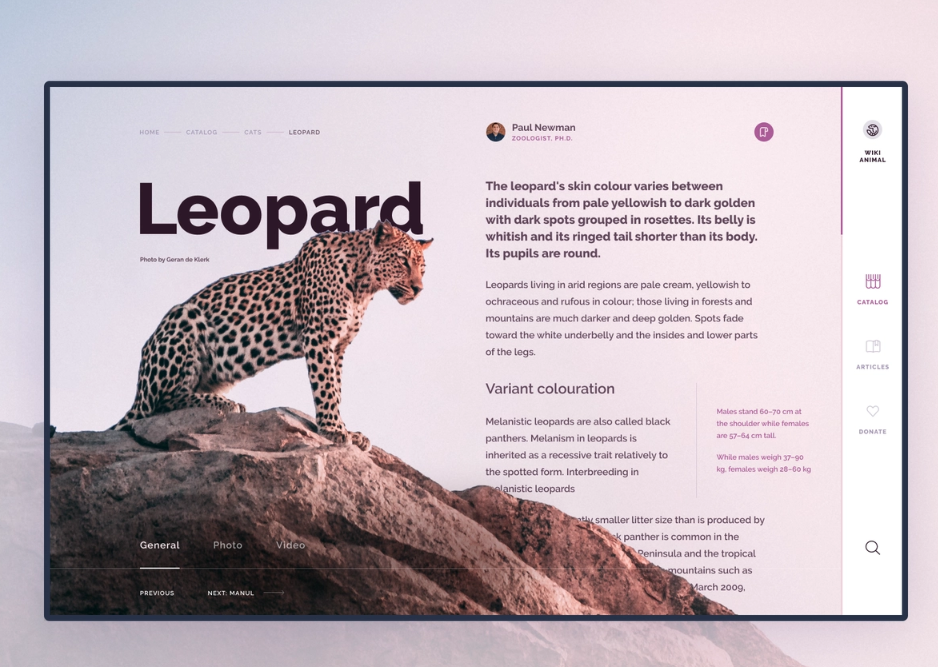 HOME CATALOG CATS LEOPARD
Leopard
Photo by Geran de Klerk
Paul Newman
ZOOLOGIST, PH.D.
The leopard's skin colour varies between
individuals from pale yellowish to dark golden
with dark spots grouped in rosettes. Its belly is
whitish and its ringed tail shorter than its body.
Its pupils are round.
Leopards living in arid regions are pale cream, yellowish to
ochraceous and rufous in colour; those living in forests and
mountains are much darker and deep golden. Spots fade
toward the white underbelly and the insides and lower parts
of the legs.
Variant colouration
Melanistic leopards are also called black
panthers. Melanism in leopards is
inherited as a recessive trait relatively to
the spotted form. Interbreeding in
elanistic leopards
Males stand 60–70 cm at
the shoulder while females
are 57–64 cm tall.
While males weigh 37–90
kg, females weigh 28–60 kg
ntly smaller litter size than is produced by
ck panther is common in the
Peninsula and the tropical
mountains such as
March 2009,
General Photo Video
PREVIOUS NEXT: MANUL
WIKI
ANIMAL
CATALOG
ARTICLES
DONATE